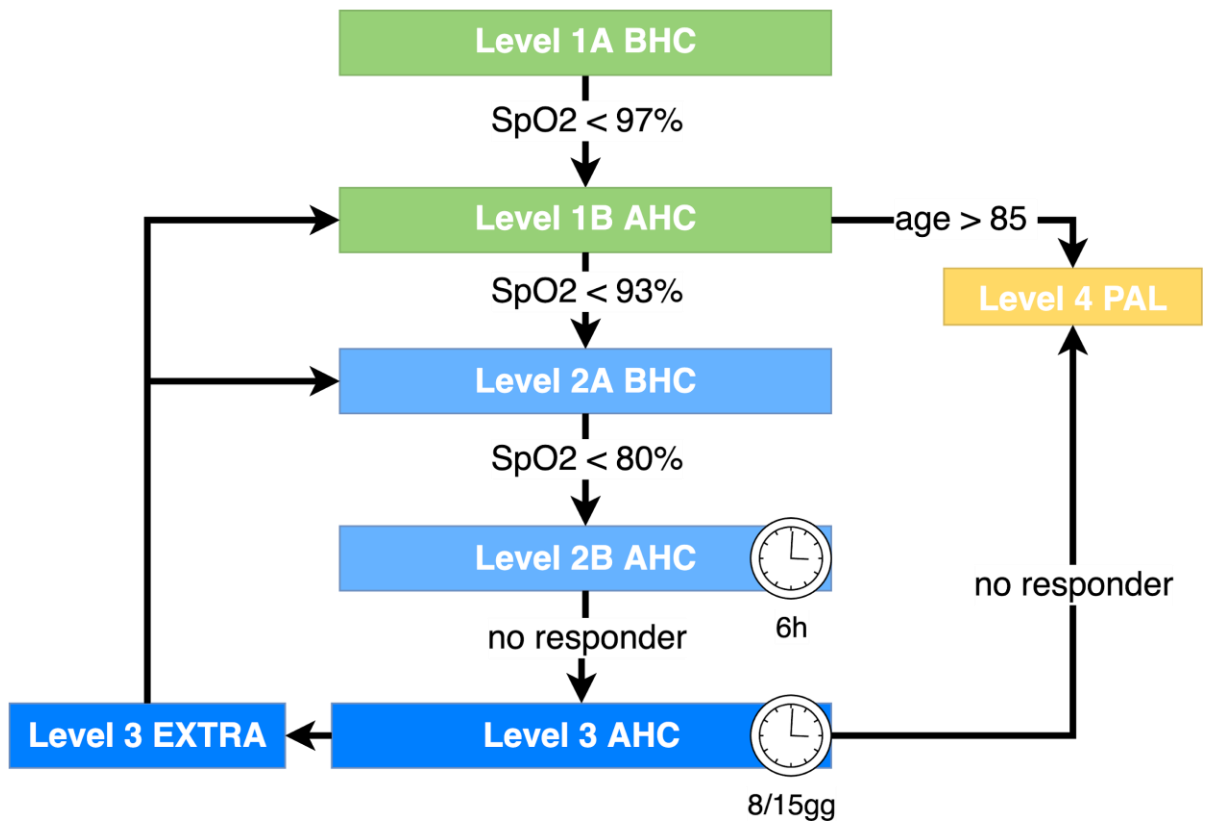 Level 1A BHC
SpO2 < 97%
Level 1B AHC
age > 85
SpO2 < 93%
Level 4 PAL
Level 2A BHC
SpO2 < 80%
Level 2B AHC
6h
no responder
no responder
Level 3 EXTRA
Level 3 AHC
8/15gg